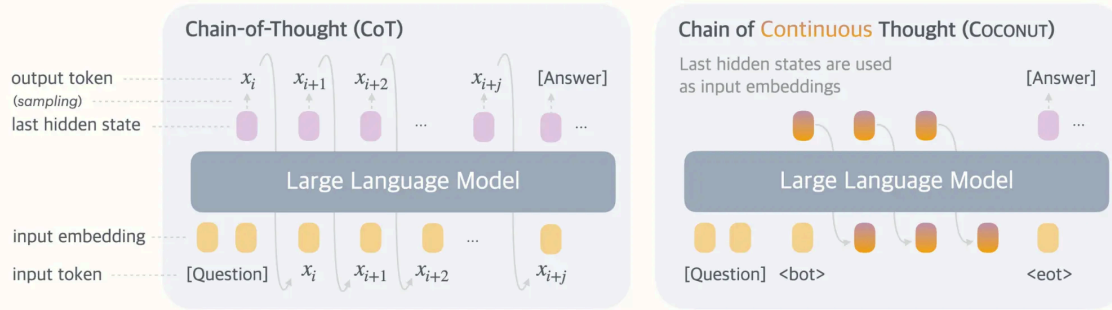 Chain-of-Thought (CoT)
output token
(sampling)
last hidden state
input embedding
input token
x_i x_{i+1} x_{i+2} x_{i+j} [Answer]
... ...
Large Language Model
...
[Question] x_i x_{i+1} x_{i+2} x_{i+j}
Chain of Continuous Thought (COCONUT)
Last hidden states are used
as input embeddings
[Answer]
...
Large Language Model
[Question] <bot> <eot>